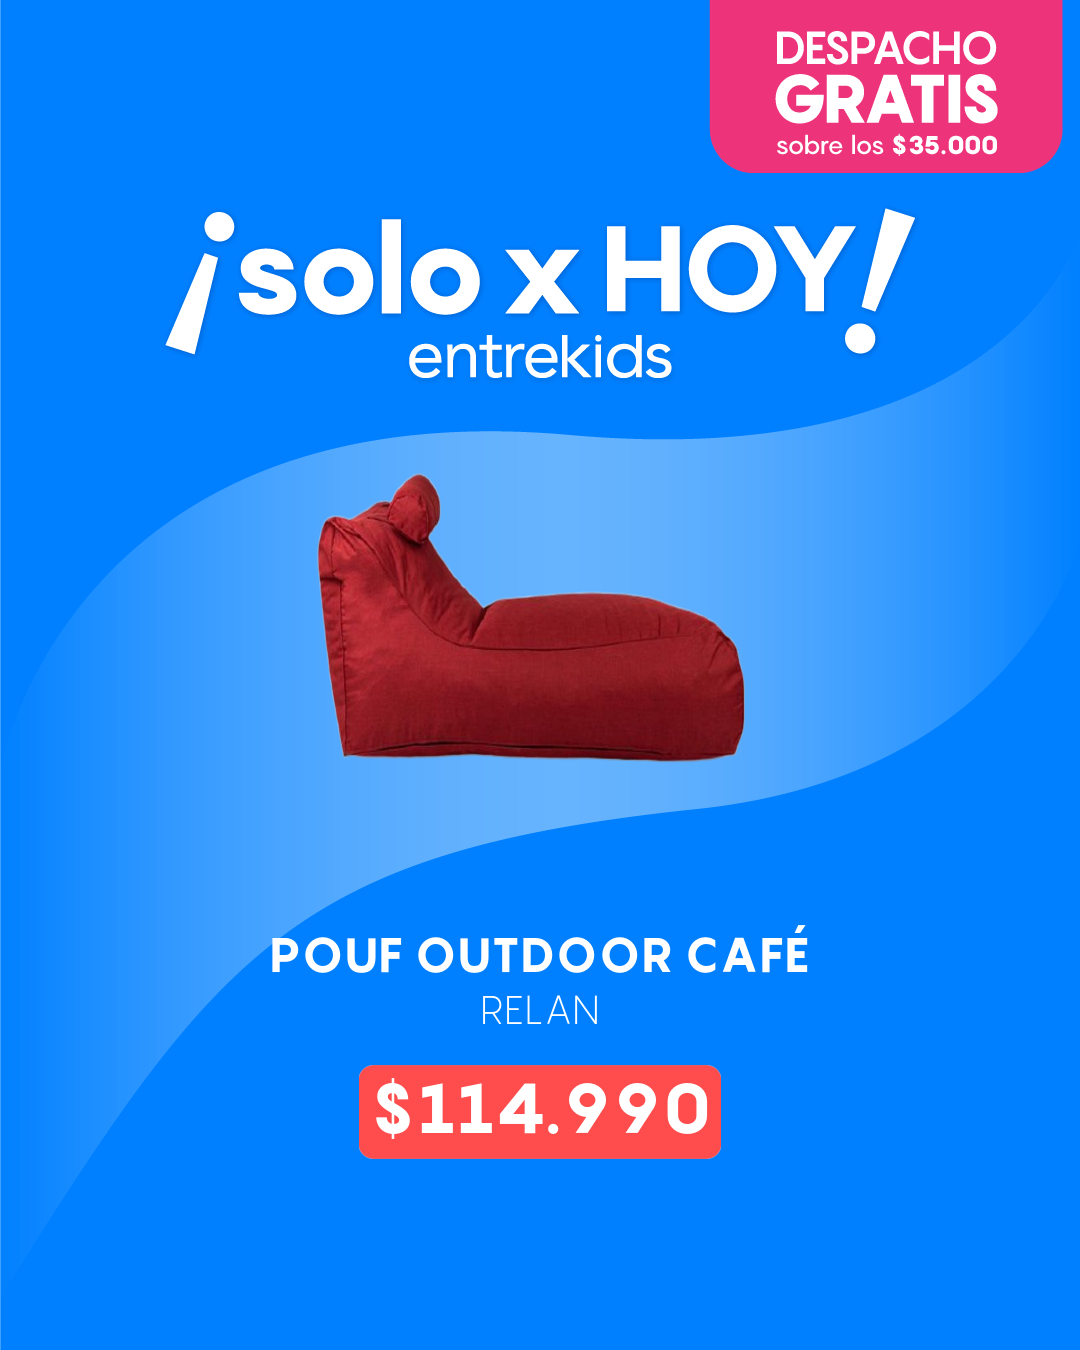 DESPACHO
GRATIS
sobre los $35.000
¡solo x HOY!
entrekids
POUF OUTDOOR CAFÉ
RELAN
$114.990